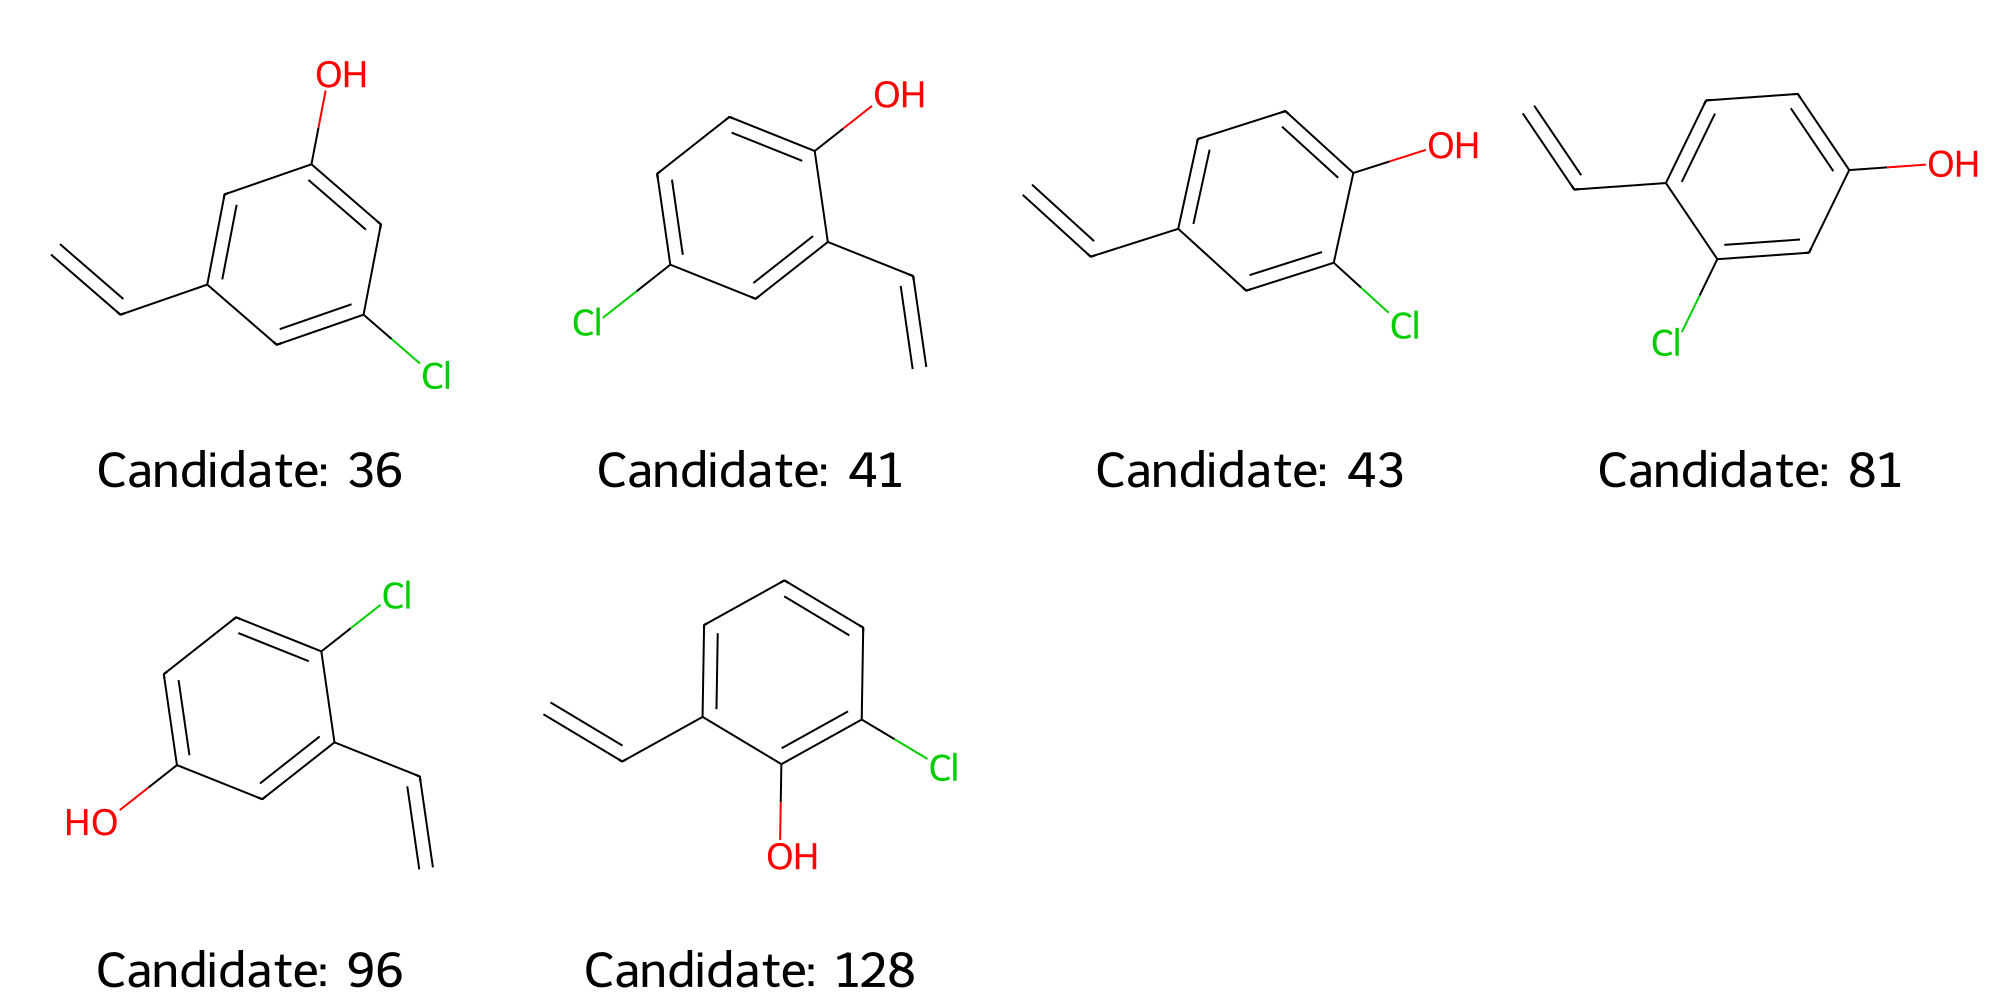 OH
Cl
Candidate: 36
OH
Cl
Candidate: 41
OH
Cl
Candidate: 43
OH
Cl
Candidate: 81
Cl
HO
Candidate: 96
Cl
OH
Candidate: 128